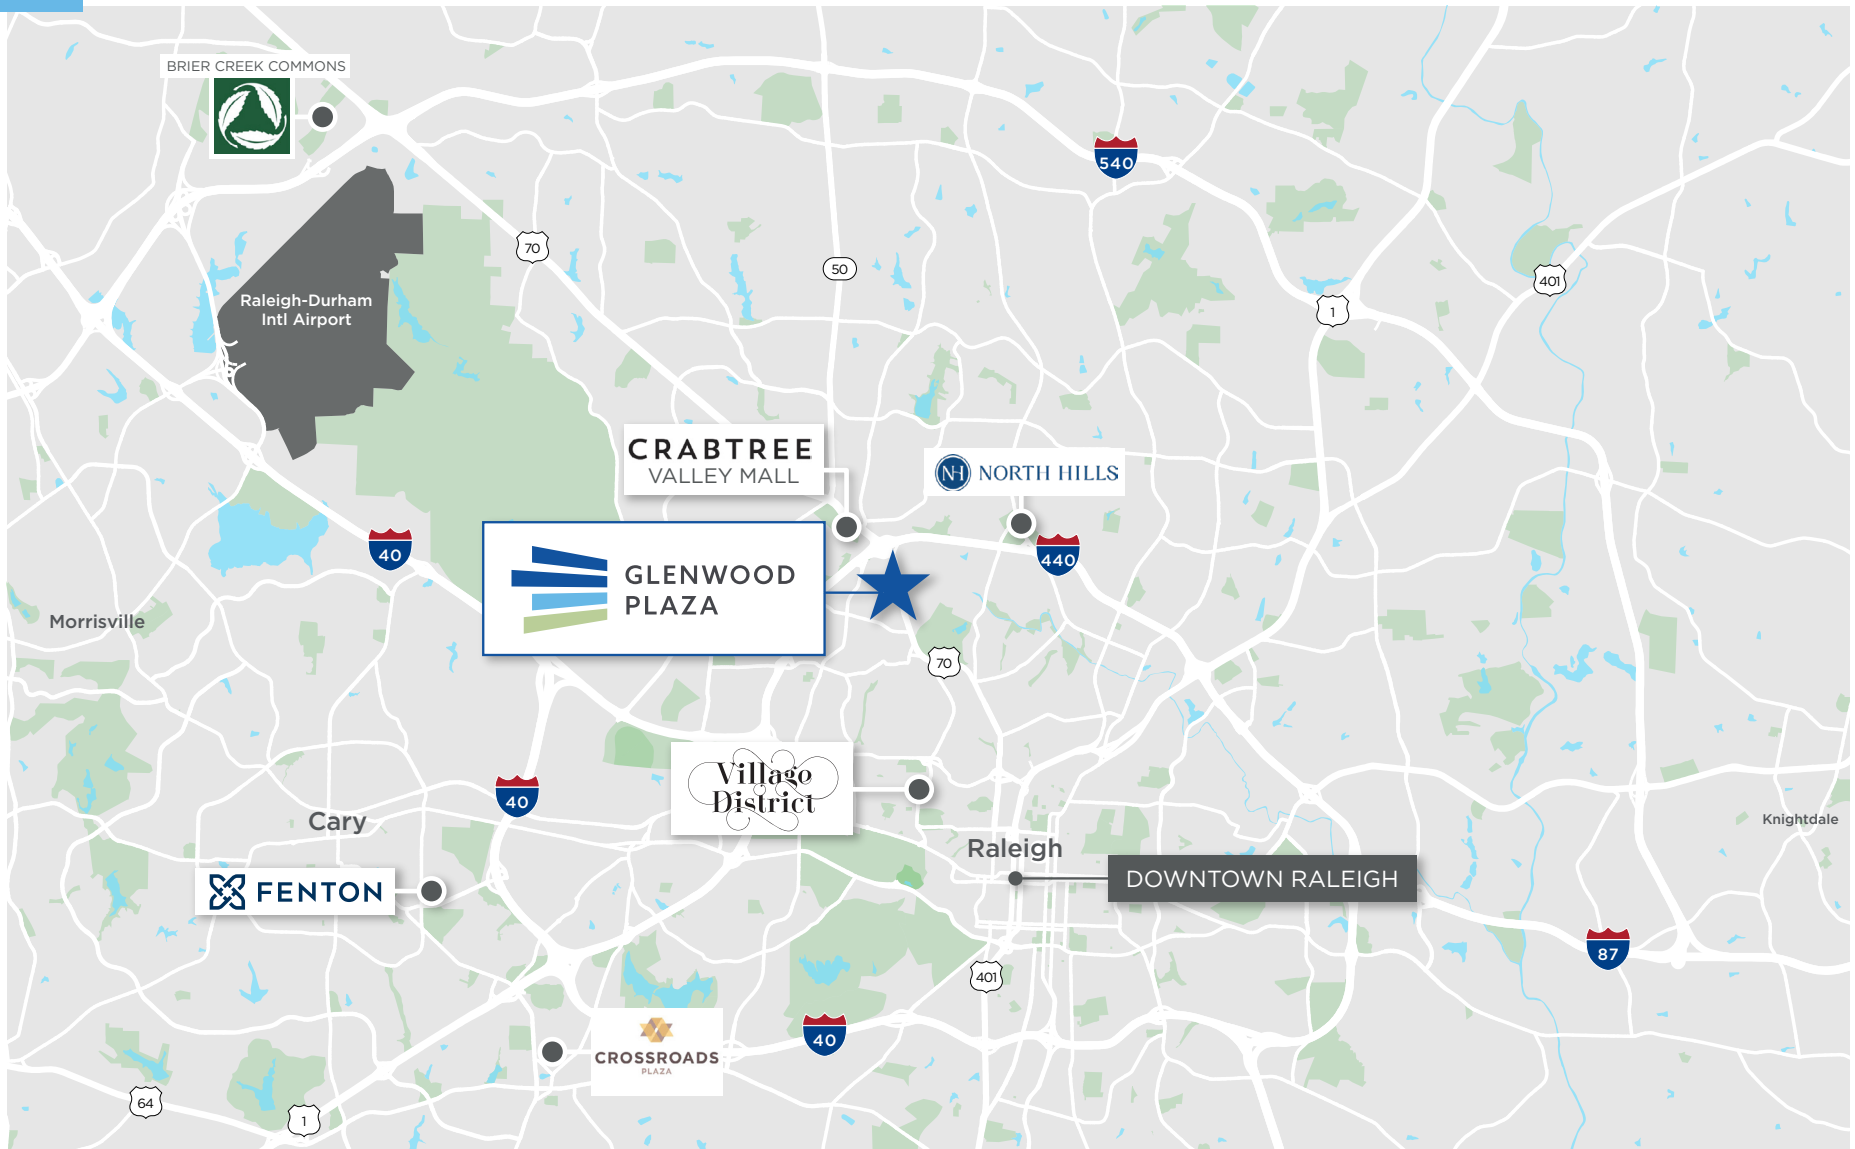 BRIER CREEK COMMONS
540
70
50
Raleigh-Durham
Intl Airport
401
1
CRABTREE
VALLEY MALL
NH NORTH HILLS
40
440
GLENWOOD
PLAZA
Morrisville
70
Village
District
40
Cary
Knightdale
Raleigh
DOWNTOWN RALEIGH
FENTON
87
401
40
CROSSROADS
PLAZA
64
1